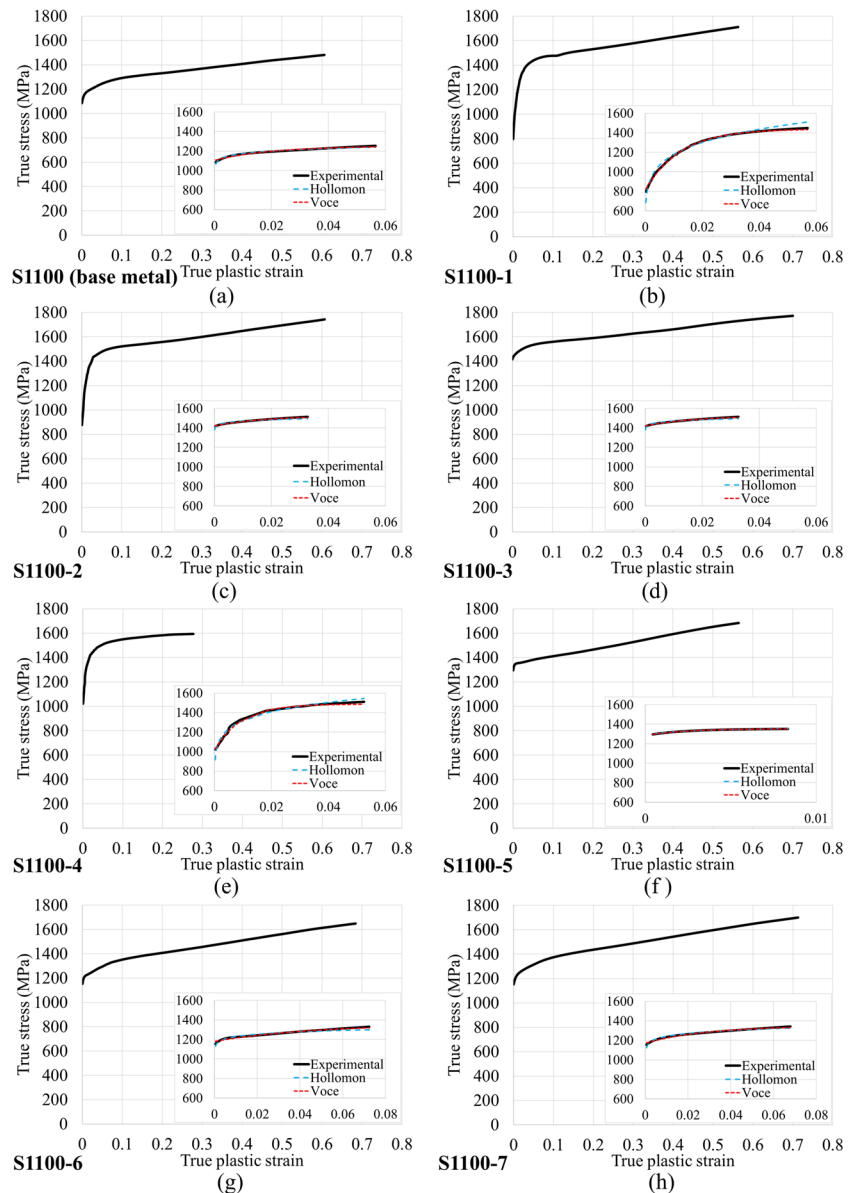 True stress (MPa)
1800
1600
1400
1200
1000
800
600
400
200
0
0 0.1 0.2 0.3 0.4 0.5 0.6 0.7 0.8
True plastic strain
1600
1400
1200
1000
800
600
0 0.02 0.04 0.06
Experimental
Hollomon
Voce
S1100 (base metal)
(a)
True stress (MPa)
1800
1600
1400
1200
1000
800
600
400
200
0
0 0.1 0.2 0.3 0.4 0.5 0.6 0.7 0.8
True plastic strain
1600
1400
1200
1000
800
600
0 0.02 0.04 0.06
Experimental
Hollomon
Voce
S1100-1
(b)
True stress (MPa)
1800
1600
1400
1200
1000
800
600
400
200
0
0 0.1 0.2 0.3 0.4 0.5 0.6 0.7 0.8
True plastic strain
1600
1400
1200
1000
800
600
0 0.02 0.04 0.06
Experimental
Hollomon
Voce
S1100-2
(c)
True stress (MPa)
1800
1600
1400
1200
1000
800
600
400
200
0
0 0.1 0.2 0.3 0.4 0.5 0.6 0.7 0.8
True plastic strain
1600
1400
1200
1000
800
600
0 0.02 0.04 0.06
Experimental
Hollomon
Voce
S1100-3
(d)
True stress (MPa)
1800
1600
1400
1200
1000
800
600
400
200
0
0 0.1 0.2 0.3 0.4 0.5 0.6 0.7 0.8
True plastic strain
1600
1400
1200
1000
800
600
0 0.02 0.04 0.06
Experimental
Hollomon
Voce
S1100-4
(e)
True stress (MPa)
1800
1600
1400
1200
1000
800
600
400
200
0
0 0.1 0.2 0.3 0.4 0.5 0.6 0.7 0.8
True plastic strain
1600
1400
1200
1000
800
600
0 0.01
Experimental
Hollomon
Voce
S1100-5
(f )
True stress (MPa)
1800
1600
1400
1200
1000
800
600
400
200
0
0 0.1 0.2 0.3 0.4 0.5 0.6 0.7 0.8
True plastic strain
1600
1400
1200
1000
800
600
0 0.02 0.04 0.06 0.08
Experimental
Hollomon
Voce
S1100-6
(g)
True stress (MPa)
1800
1600
1400
1200
1000
800
600
400
200
0
0 0.1 0.2 0.3 0.4 0.5 0.6 0.7 0.8
True plastic strain
1600
1400
1200
1000
800
600
0 0.02 0.04 0.06 0.08
Experimental
Hollomon
Voce
S1100-7
(h)